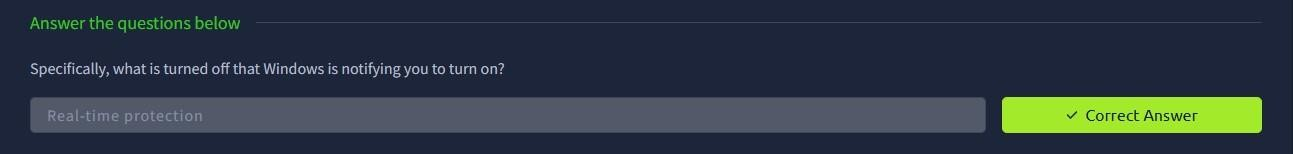 Answer the questions below
Specifically, what is turned off that Windows is notifying you to turn on?
Real-time protection
✓ Correct Answer